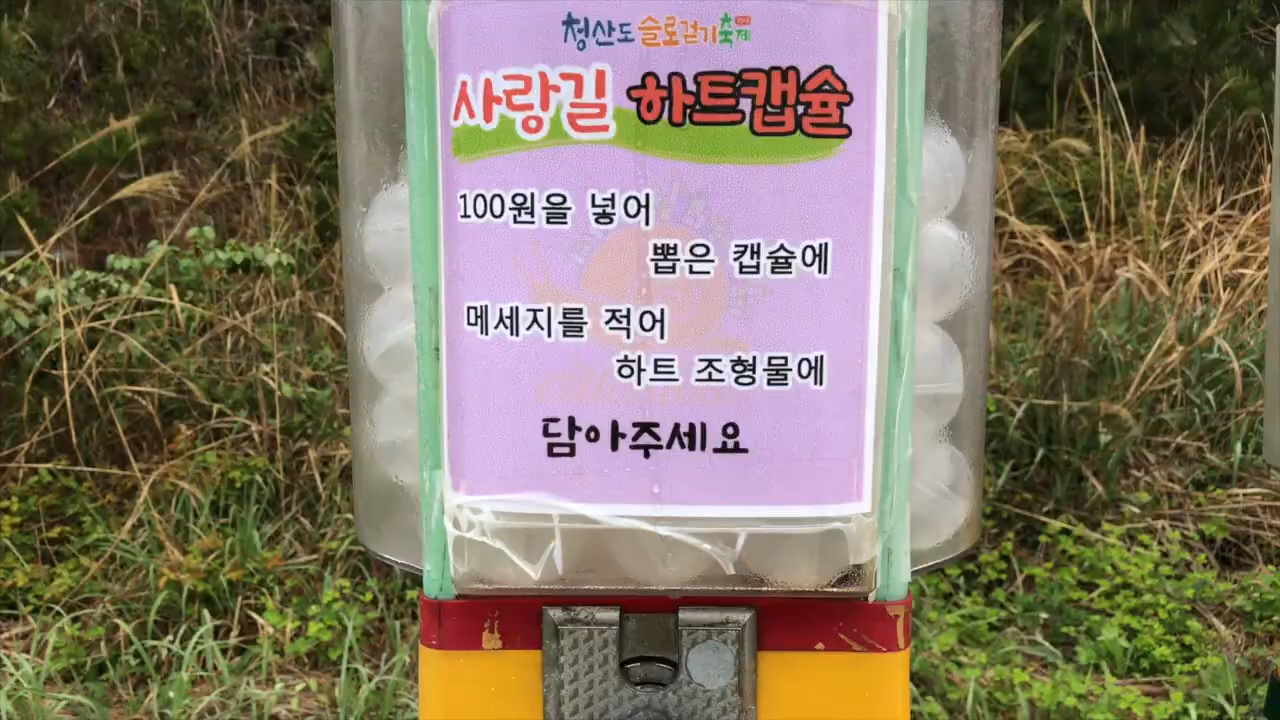 청산도 슬로걷기축제
사랑길 하트캡슐
100원을 넣어
뽑은 캡슐에
메세지를 적어
하트 조형물에
담아주세요